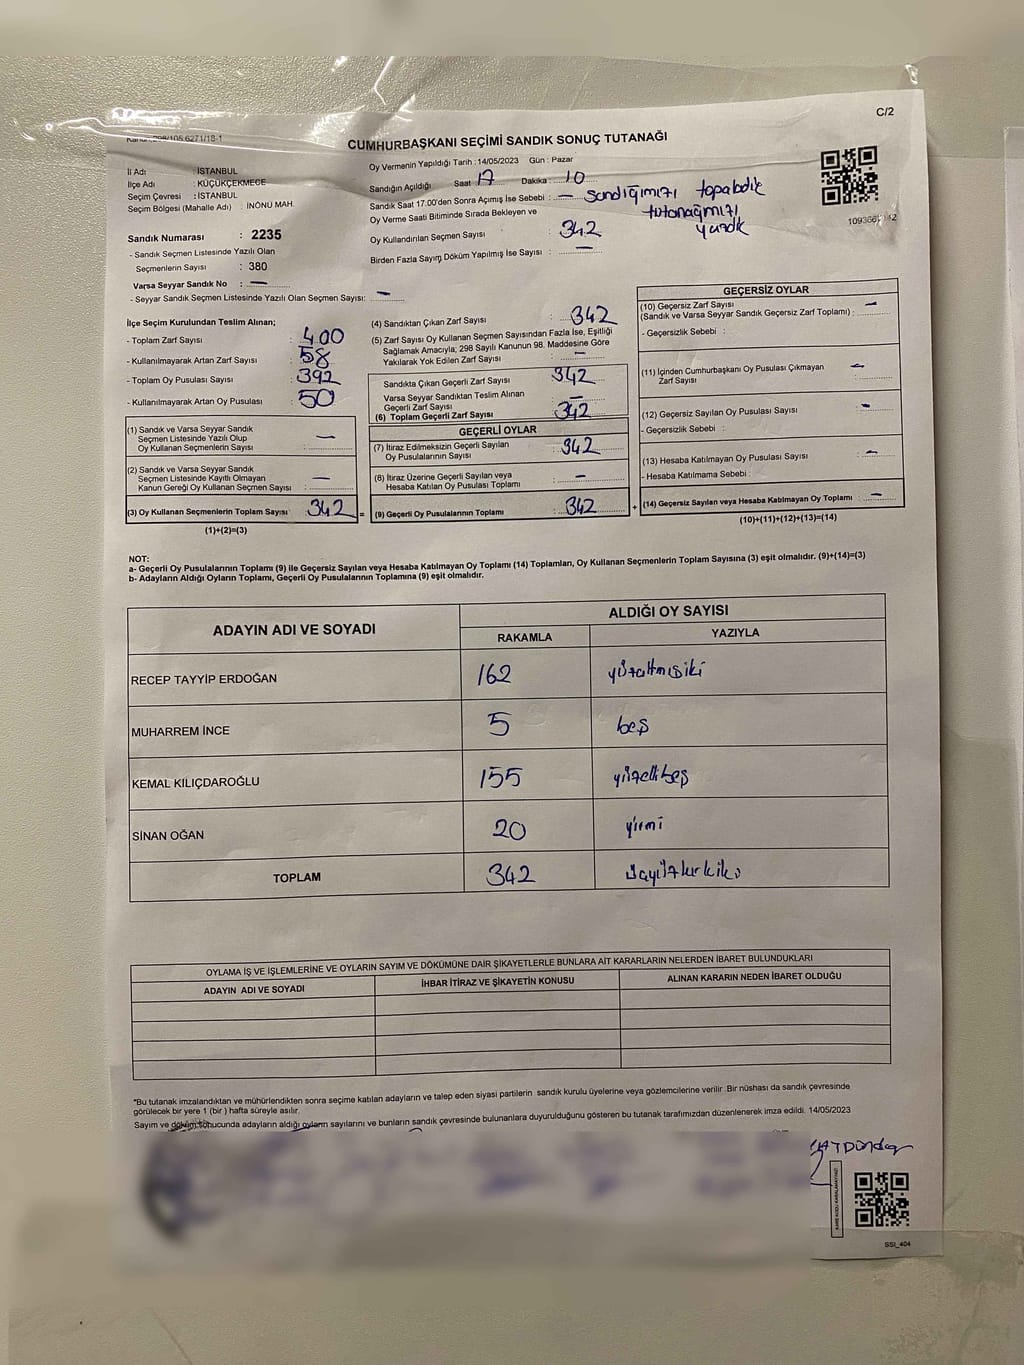 C/2
Kanun 298/105 6271/18-1
CUMHURBAŞKANI SEÇİMİ SANDIK SONUÇ TUTANAĞI
İl Adı : İSTANBUL
İlçe Adı : KÜÇÜKÇEKMECE
Seçim Çevresi : İSTANBUL
Seçim Bölgesi (Mahalle Adı) : İNÖNÜ MAH.
Sandık Numarası : 2235
- Sandık Seçmen Listesinde Yazılı Olan
Seçmenlerin Sayısı : 380
Varsa Seyyar Sandık No : —
- Seyyar Sandık Seçmen Listesinde Yazılı Olan Seçmen Sayısı: —
Oy Vermenin Yapıldığı Tarih : 14/05/2023 Gün : Pazar
Sandığın Açıldığı Saat 17 Dakika 10
Sandık Saat 17.00'den Sonra Açımış İse Sebebi : — sandığımızı topladık
tutanağımızı
yazdık
Oy Verme Saati Bitiminde Sırada Bekleyen ve
Oy Kullandırılan Seçmen Sayısı : 342
Birden Fazla Sayım Döküm Yapılmış İse Sayısı : —
İlçe Seçim Kurulundan Teslim Alınan;
- Toplam Zarf Sayısı : 400
- Kullanılmayarak Artan Zarf Sayısı : 58
- Toplam Oy Pusulası Sayısı : 392
- Kullanılmayarak Artan Oy Pusulası : 50
(1) Sandık ve Varsa Seyyar Sandık
Seçmen Listesinde Yazılı Olup
Oy Kullanan Seçmenlerin Sayısı : —
(2) Sandık ve Varsa Seyyar Sandık
Seçmen Listesinde Kayıtlı Olmayan
Kanun Gereği Oy Kullanan Seçmen Sayısı : —
(3) Oy Kullanan Seçmenlerin Toplam Sayısı : 342 =
(1)+(2)=(3)
(4) Sandıktan Çıkan Zarf Sayısı : 342
(5) Zarf Sayısı Oy Kullanan Seçmen Sayısından Fazla İse, Eşitliği
Sağlamak Amacıyla, 298 Sayılı Kanunun 98. Maddesine Göre
Yakılarak Yok Edilen Zarf Sayısı : —
Sandıkta Çıkan Geçerli Zarf Sayısı : 342
Varsa Seyyar Sandıktan Teslim Alınan
Geçerli Zarf Sayısı : —
(6) Toplam Geçerli Zarf Sayısı : 342
GEÇERLİ OYLAR
(7) İtiraz Edilmeksizin Geçerli Sayılan
Oy Pusulalarının Sayısı : 342
(8) İtiraz Üzerine Geçerli Sayılan veya
Hesaba Katılan Oy Pusulası Toplamı : —
(9) Geçerli Oy Pusulalarının Toplamı : 342 +
GEÇERSİZ OYLAR
(10) Geçersiz Zarf Sayısı
(Sandık ve Varsa Seyyar Sandık Geçersiz Zarf Toplamı) : —
- Geçersizlik Sebebi :
(11) İçinden Cumhurbaşkanı Oy Pusulası Çıkmayan
Zarf Sayısı : —
(12) Geçersiz Sayılan Oy Pusulası Sayısı : —
- Geçersizlik Sebebi :
(13) Hesaba Katılmayan Oy Pusulası Sayısı : —
- Hesaba Katılmama Sebebi :
(14) Geçersiz Sayılan veya Hesaba Katılmayan Oy Toplamı : —
(10)+(11)+(12)+(13)=(14)
NOT:
a- Geçerli Oy Pusulalarının Toplamı (9) ile Geçersiz Sayılan veya Hesaba Katılmayan Oy Toplamı (14) Toplamları, Oy Kullanan Seçmenlerin Toplam Sayısına (3) eşit olmalıdır. (9)+(14)=(3)
b- Adayların Aldığı Oyların Toplamı, Geçerli Oy Pusulalarının Toplamına (9) eşit olmalıdır.
ADAYIN ADI VE SOYADI ALDIĞI OY SAYISI
RAKAMLA YAZIYLA
RECEP TAYYİP ERDOĞAN 162 yüzaltmışiki
MUHARREM İNCE 5 beş
KEMAL KILIÇDAROĞLU 155 yüzellibeş
SİNAN OĞAN 20 yirmi
TOPLAM 342 üçyüzkırkiki
OYLAMA İŞ VE İŞLEMLERİNE VE OYLARIN SAYIM VE DÖKÜMÜNE DAİR ŞİKAYETLERLE BUNLARA AİT KARARLARIN NELERDEN İBARET BULUNDUKLARI
ADAYIN ADI VE SOYADI İHBAR İTİRAZ VE ŞİKAYETİN KONUSU ALINAN KARARIN NEDEN İBARET OLDUĞU
*Bu tutanak imzalandıktan ve mühürlendikten sonra seçime katılan adayların ve talep eden siyasi partilerin sandık kurulu üyelerine veya gözlemcilerine verilir. Bir nüshası da sandık çevresinde
görülecek bir yere 1 (bir) hafta süreyle asılır.
Sayım ve döküm sonucunda adayların aldığı oyların sayılarını ve bunların sandık çevresinde bulunanlara duyurulduğunu gösteren bu tutanak tarafımızdan düzenlenerek imza edildi. 14/05/2023
SSI_404